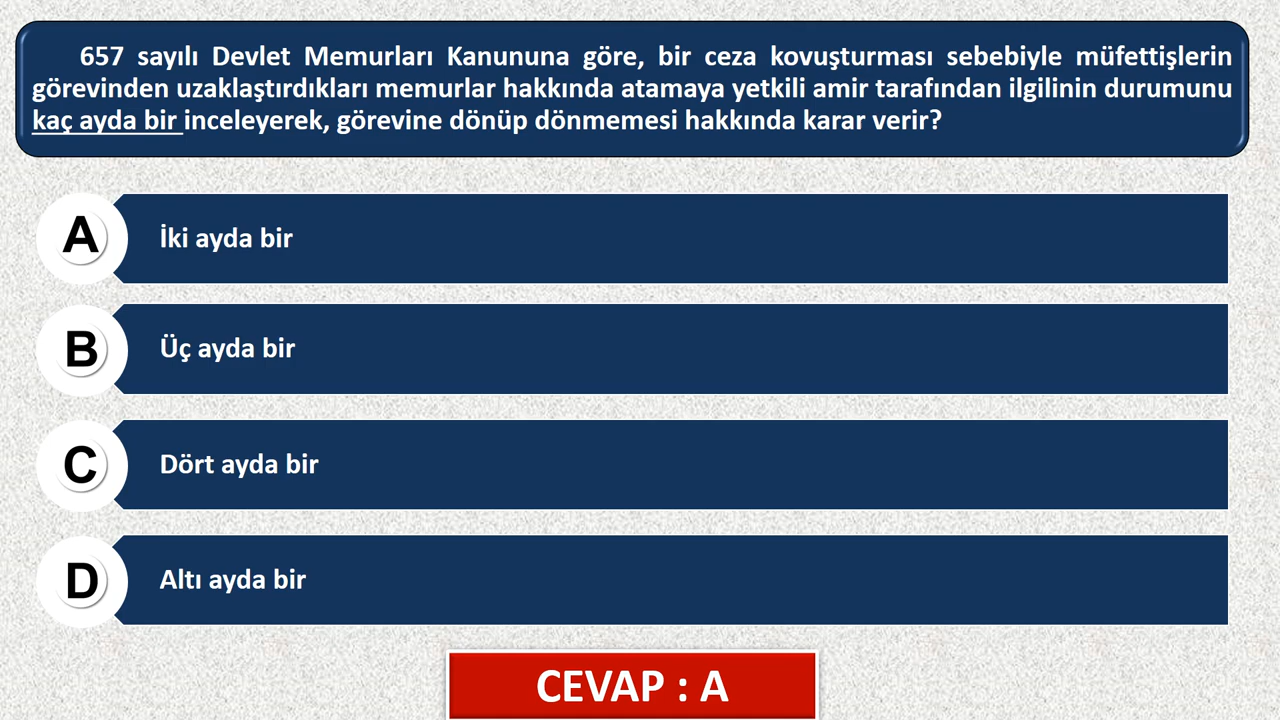 657 sayılı Devlet Memurları Kanununa göre, bir ceza kovuşturması sebebiyle müfettişlerin
görevinden uzaklaştırdıkları memurlar hakkında atamaya yetkili amir tarafından ilgilinin durumunu
kaç ayda bir inceleyerek, görevine dönüp dönmemesi hakkında karar verir?
A İki ayda bir
B Üç ayda bir
C Dört ayda bir
D Altı ayda bir
CEVAP : A